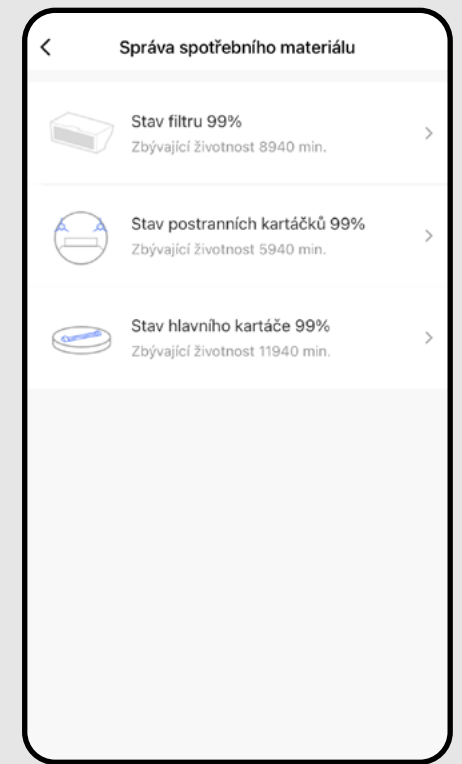 Správa spotřebního materiálu
Stav filtru 99%
Zbývající životnost 8940 min.
Stav postranních kartáčků 99%
Zbývající životnost 5940 min.
Stav hlavního kartáče 99%
Zbývající životnost 11940 min.